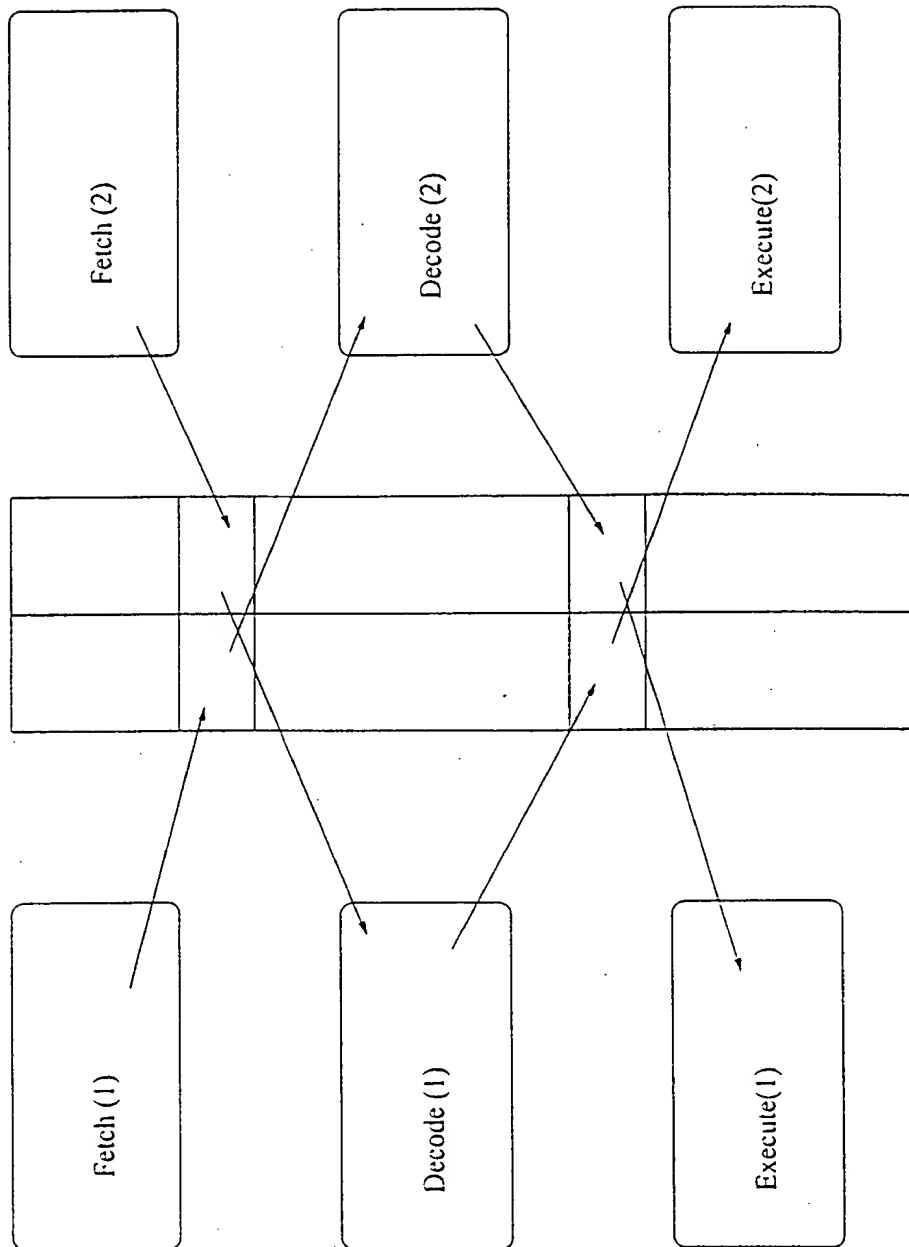 Fetch (1)
Decode (1)
Execute(1)
Fetch (2)
Decode (2)
Execute(2)